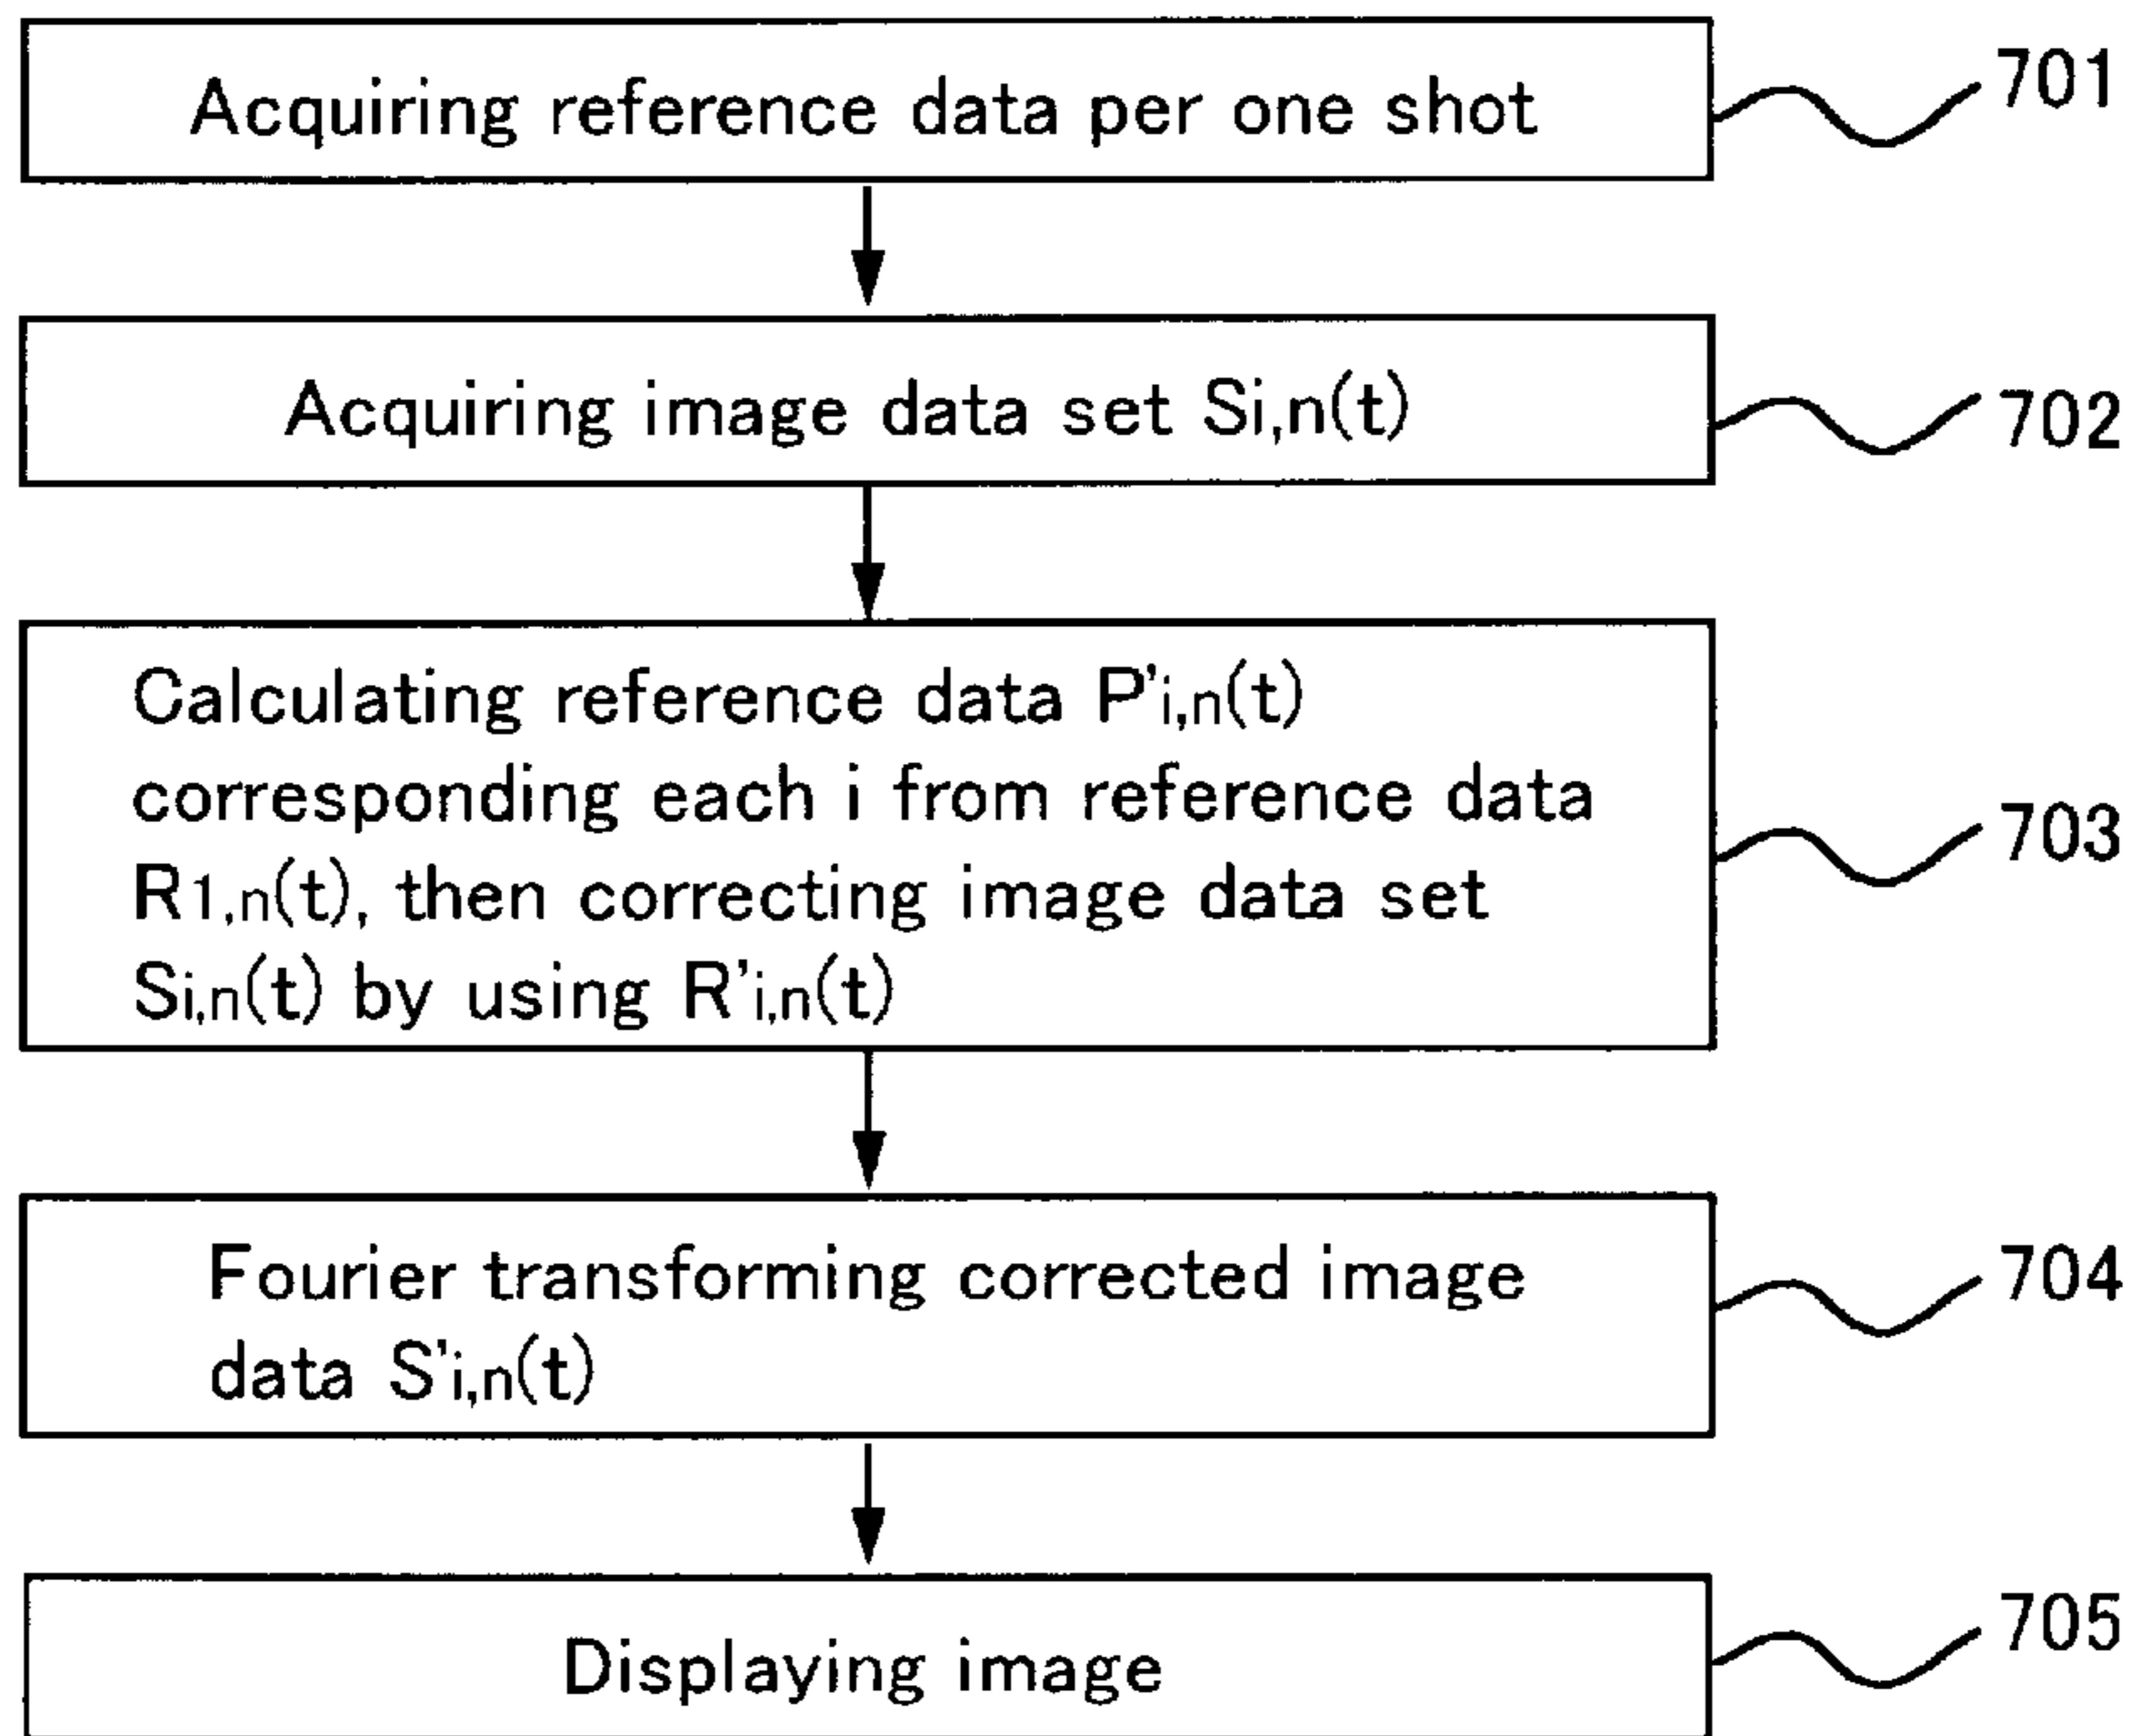 Acquiring reference data per one shot
701
Acquiring image data set Si,n(t)
702
Calculating reference data P'i,n(t)
corresponding each i from reference data
R1,n(t), then correcting image data set
Si,n(t) by using R'i,n(t)
703
Fourier transforming corrected image
data S'i,n(t)
704
Displaying image
705